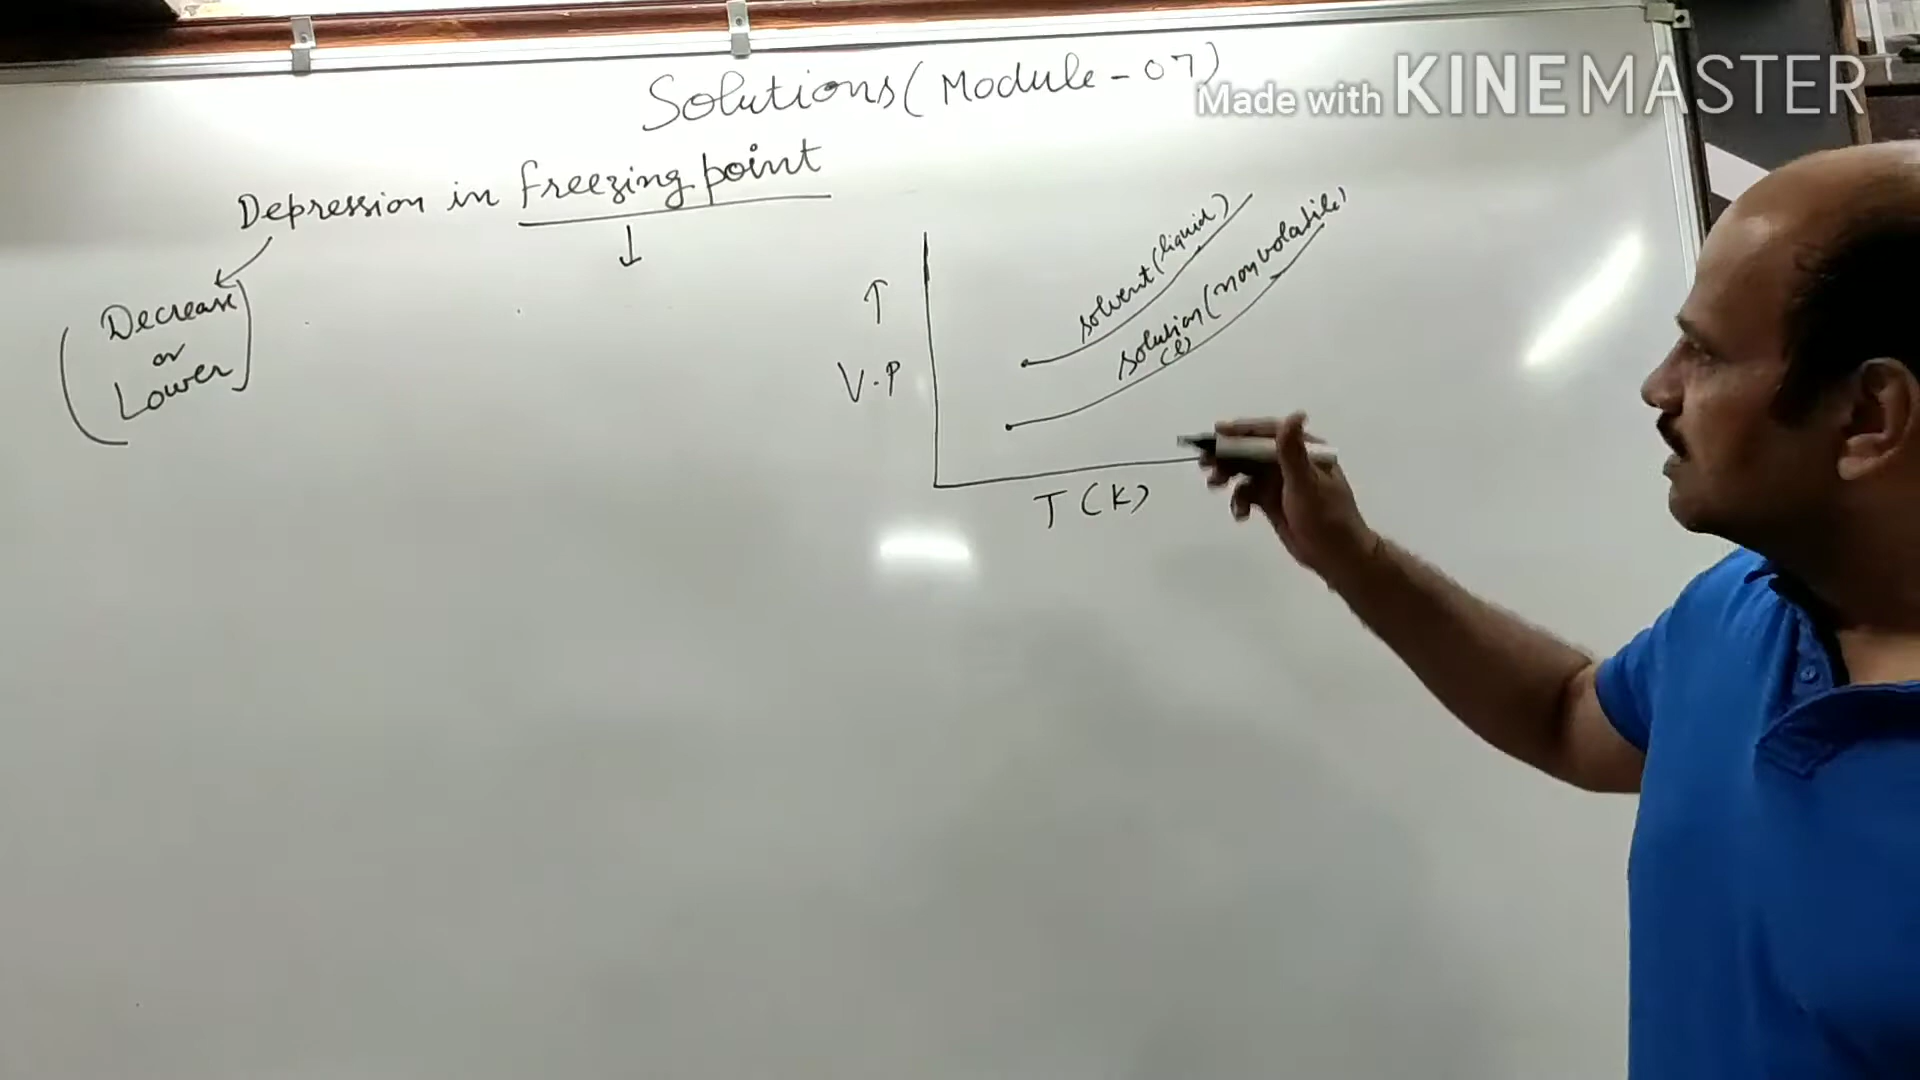 Solutions (Module - 07)
Made with KINEMASTER
Depression in freezing point
↓
(Decrease
or
Lower)
↑
V.P
solvent (liquid)
solution (non volatile)
(l)
T (K)